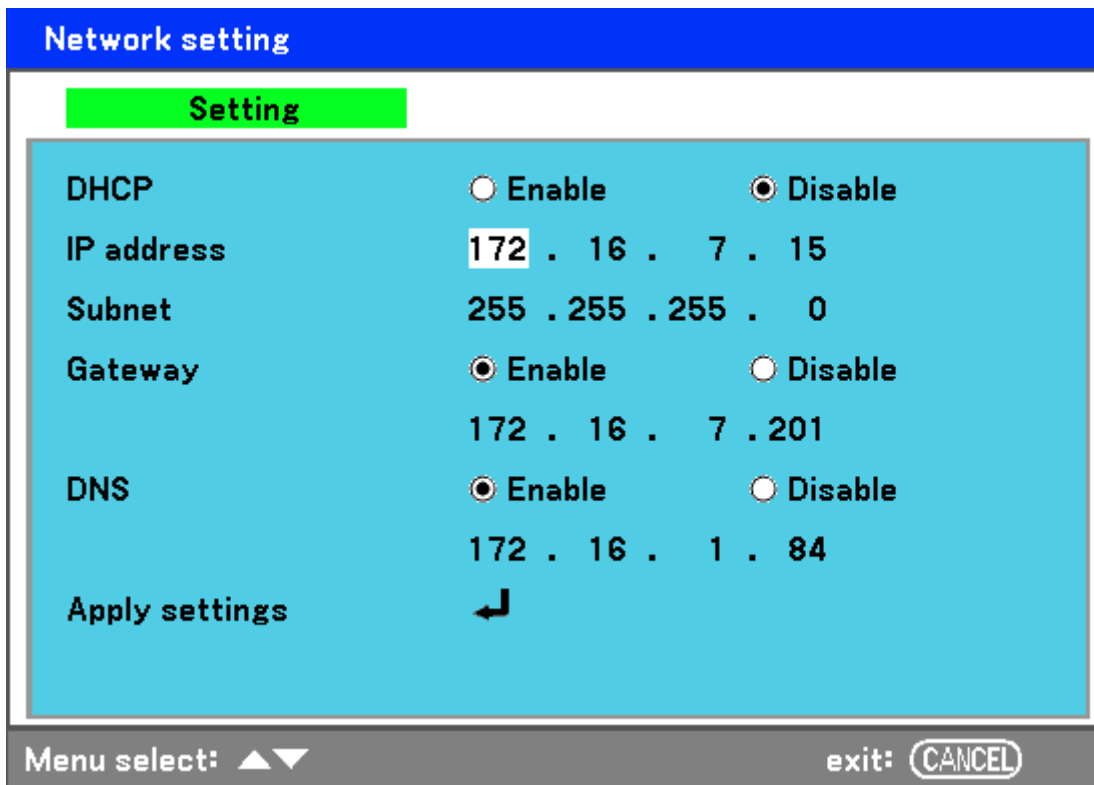 Network setting
Setting
DHCP Enable Disable
IP address 172 . 16 . 7 . 15
Subnet 255 . 255 . 255 . 0
Gateway Enable Disable
172 . 16 . 7 . 201
DNS Enable Disable
172 . 16 . 1 . 84
Apply settings
Menu select: ▲▼ exit: CANCEL